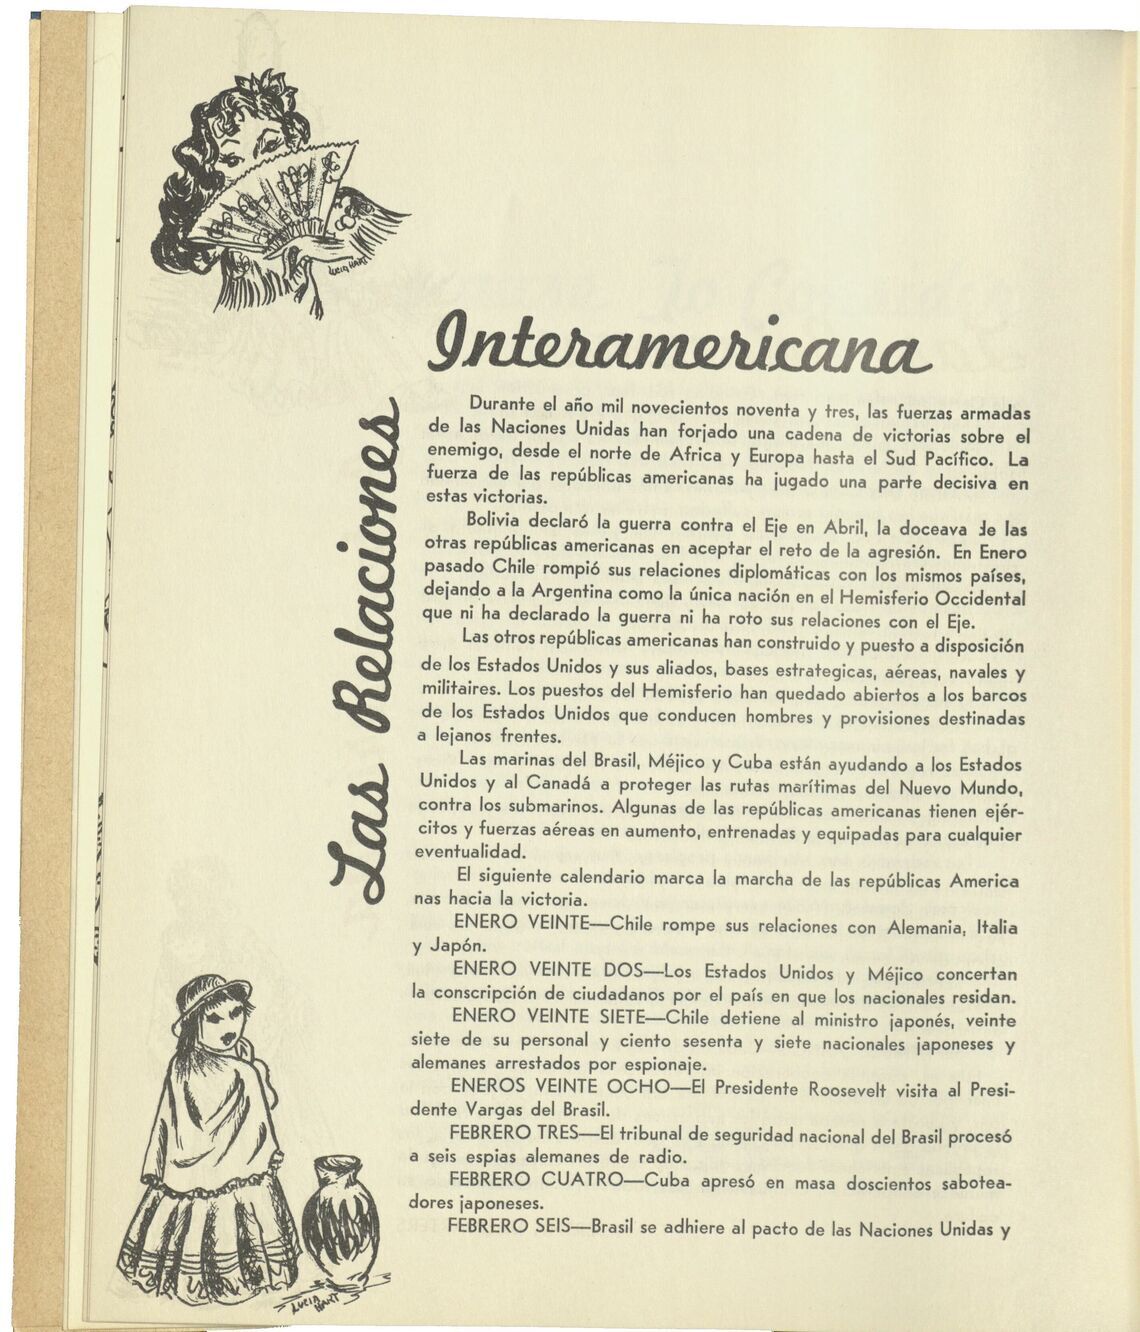 LUCIA HART
Las Relaciones
Interamericana
Durante el año mil novecientos noventa y tres, las fuerzas armadas
de las Naciones Unidas han forjado una cadena de victorias sobre el
enemigo, desde el norte de Africa y Europa hasta el Sud Pacífico. La
fuerza de las repúblicas americanas ha jugado una parte decisiva en
estas victorias.
Bolivia declaró la guerra contra el Eje en Abril, la doceava de las
otras repúblicas americanas en aceptar el reto de la agresión. En Enero
pasado Chile rompió sus relaciones diplomáticas con los mismos países,
dejando a la Argentina como la única nación en el Hemisferio Occidental
que ni ha declarado la guerra ni ha roto sus relaciones con el Eje.
Las otros repúblicas americanas han construido y puesto a disposición
de los Estados Unidos y sus aliados, bases estrategicas, aéreas, navales y
militaires. Los puestos del Hemisferio han quedado abiertos a los barcos
de los Estados Unidos que conducen hombres y provisiones destinadas
a lejanos frentes.
Las marinas del Brasil, Méjico y Cuba están ayudando a los Estados
Unidos y al Canadá a proteger las rutas marítimas del Nuevo Mundo,
contra los submarinos. Algunas de las repúblicas americanas tienen ejér-
citos y fuerzas aéreas en aumento, entrenadas y equipadas para cualquier
eventualidad.
El siguiente calendario marca la marcha de las repúblicas America
nas hacia la victoria.
ENERO VEINTE—Chile rompe sus relaciones con Alemania, Italia
y Japón.
ENERO VEINTE DOS—Los Estados Unidos y Méjico concertan
la conscripción de ciudadanos por el país en que los nacionales residan.
ENERO VEINTE SIETE—Chile detiene al ministro japonés, veinte
siete de su personal y ciento sesenta y siete nacionales japoneses y
alemanes arrestados por espionaje.
ENEROS VEINTE OCHO—El Presidente Roosevelt visita al Presi-
dente Vargas del Brasil.
FEBRERO TRES—El tribunal de seguridad nacional del Brasil procesó
a seis espias alemanes de radio.
FEBRERO CUATRO—Cuba apresó en masa doscientos sabotea-
dores japoneses.
FEBRERO SEIS—Brasil se adhiere al pacto de las Naciones Unidas y
LUCIA
HART